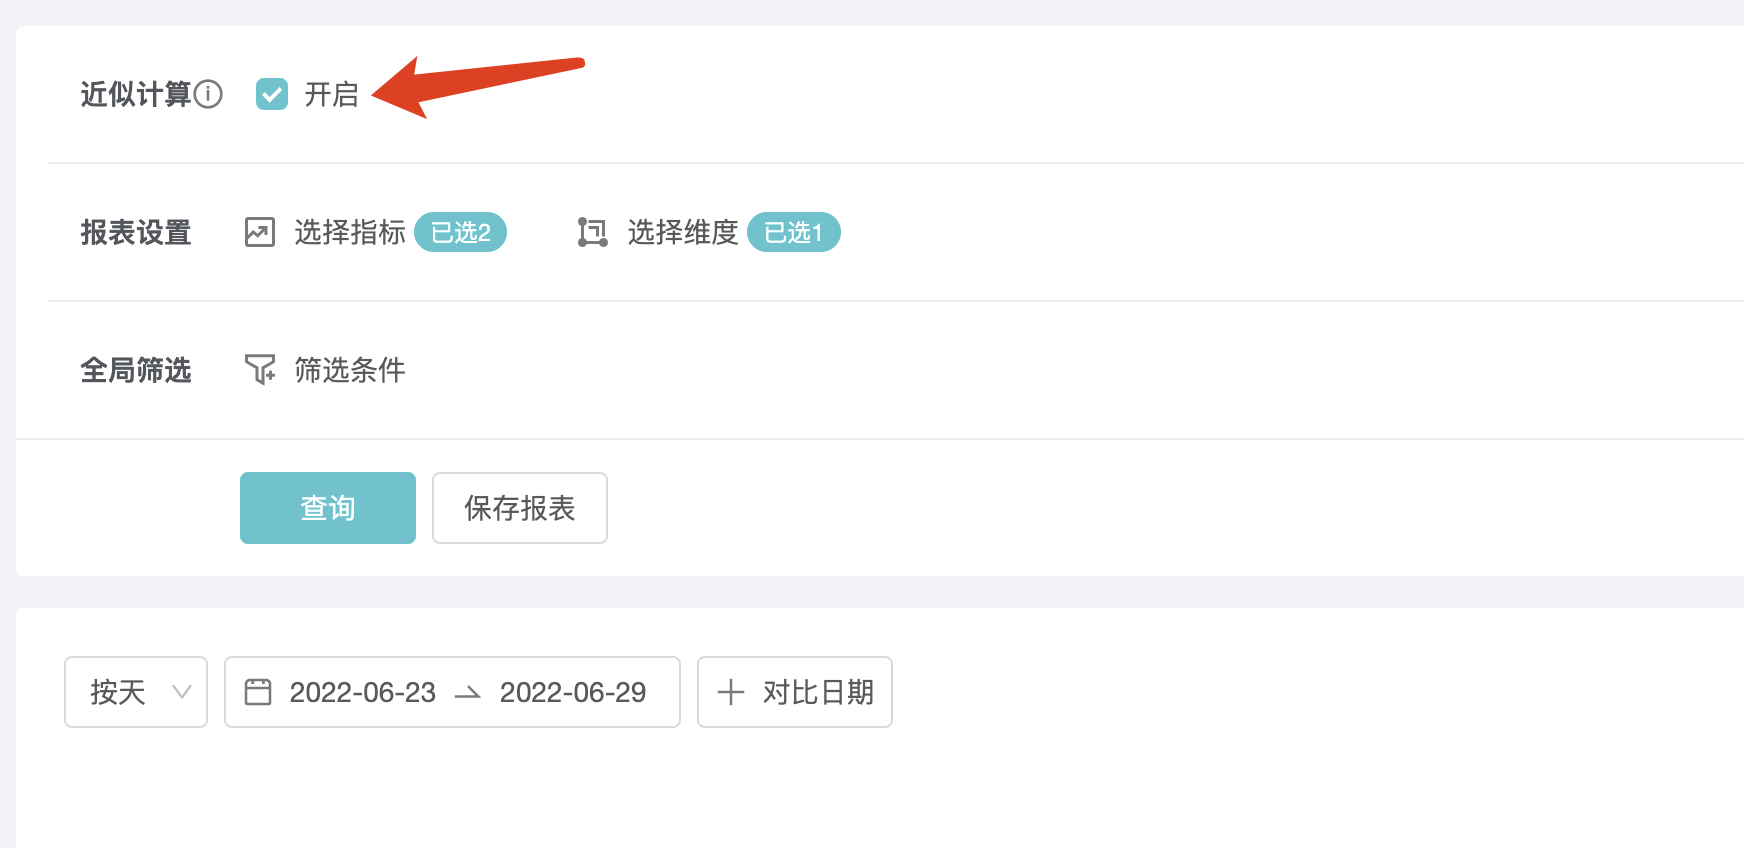 近似计算 开启
报表设置 选择指标 已选2 选择维度 已选1
全局筛选 筛选条件
查询 保存报表
按天 2022-06-23 2022-06-29 对比日期